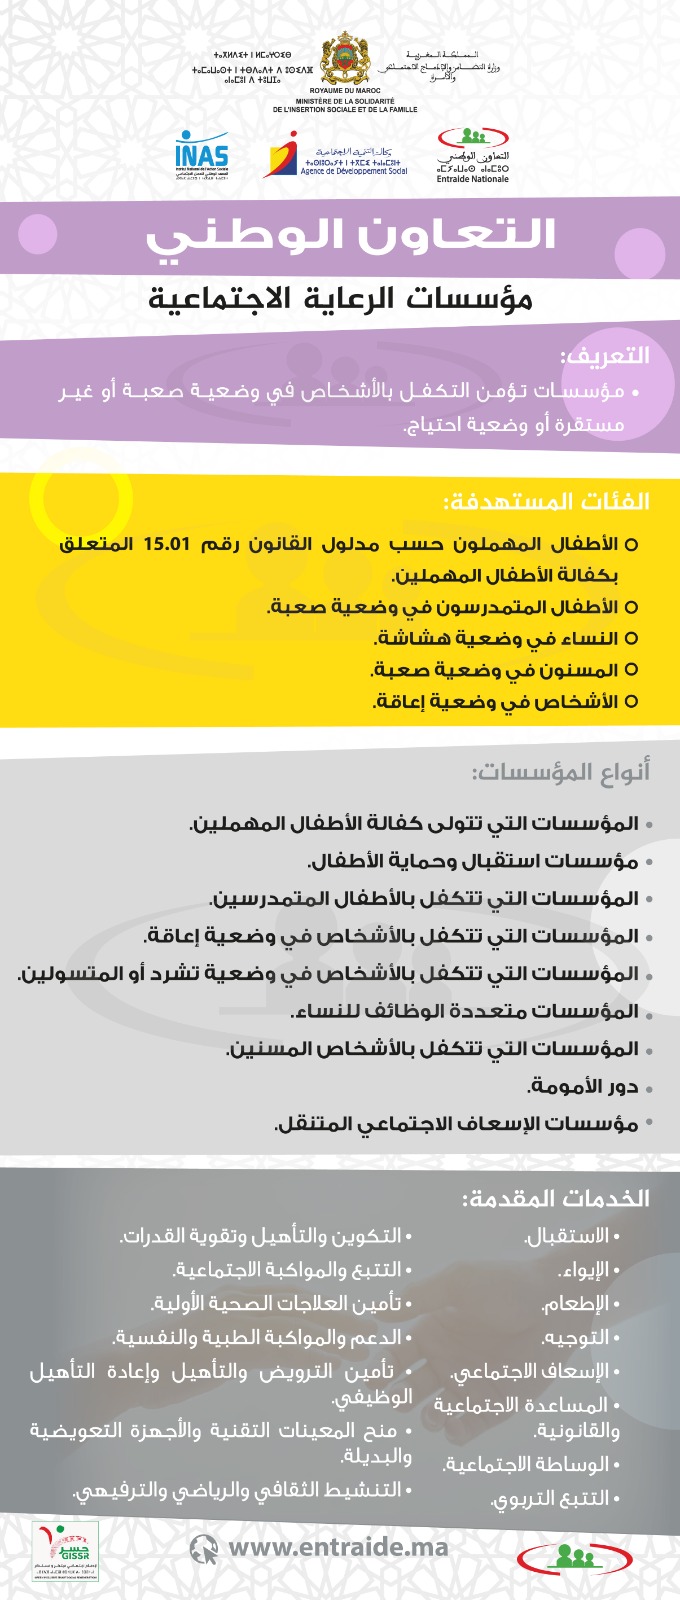 المملكة المغربية
وزارة التضامن والإدماج الاجتماعي
والأسرة
ROYAUME DU MAROC
MINISTÈRE DE LA SOLIDARITÉ
DE L'INSERTION SOCIALE ET DE LA FAMILLE
INAS
وكالة التنمية الاجتماعية
Agence de Développement Social
التعاون الوطني
Entraide Nationale
التعاون الوطني
مؤسسات الرعاية الاجتماعية
التعريف:
• مؤسسات تؤمن التكفل بالأشخاص في وضعية صعبة أو غير
مستقرة أو وضعية احتياج.
الفئات المستهدفة:
الأطفال المهملون حسب مدلول القانون رقم 15.01 المتعلق
بكفالة الأطفال المهملين.
الأطفال المتمدرسون في وضعية صعبة.
النساء في وضعية هشاشة.
المسنون في وضعية صعبة.
الأشخاص في وضعية إعاقة.
أنواع المؤسسات:
• المؤسسات التي تتولى كفالة الأطفال المهملين.
• مؤسسات استقبال وحماية الأطفال.
• المؤسسات التي تتكفل بالأطفال المتمدرسين.
• المؤسسات التي تتكفل بالأشخاص في وضعية إعاقة.
• المؤسسات التي تتكفل بالأشخاص في وضعية تشرد أو المتسولين.
• المؤسسات متعددة الوظائف للنساء.
• المؤسسات التي تتكفل بالأشخاص المسنين.
• دور الأمومة.
• مؤسسات الإسعاف الاجتماعي المتنقل.
الخدمات المقدمة:
• الاستقبال.
• الإيواء.
• الإطعام.
• التوجيه.
• الإسعاف الاجتماعي.
• المساعدة الاجتماعية
والقانونية.
• الوساطة الاجتماعية.
• التتبع التربوي.
• التكوين والتأهيل وتقوية القدرات.
• التتبع والمواكبة الاجتماعية.
• تأمين العلاجات الصحية الأولية.
• الدعم والمواكبة الطبية والنفسية.
• تأمين الترويض والتأهيل وإعادة التأهيل
الوظيفي.
• منح المعينات التقنية والأجهزة التعويضية
والبديلة.
• التنشيط الثقافي والرياضي والترفيهي.
جسر
GISSR
www.entraide.ma